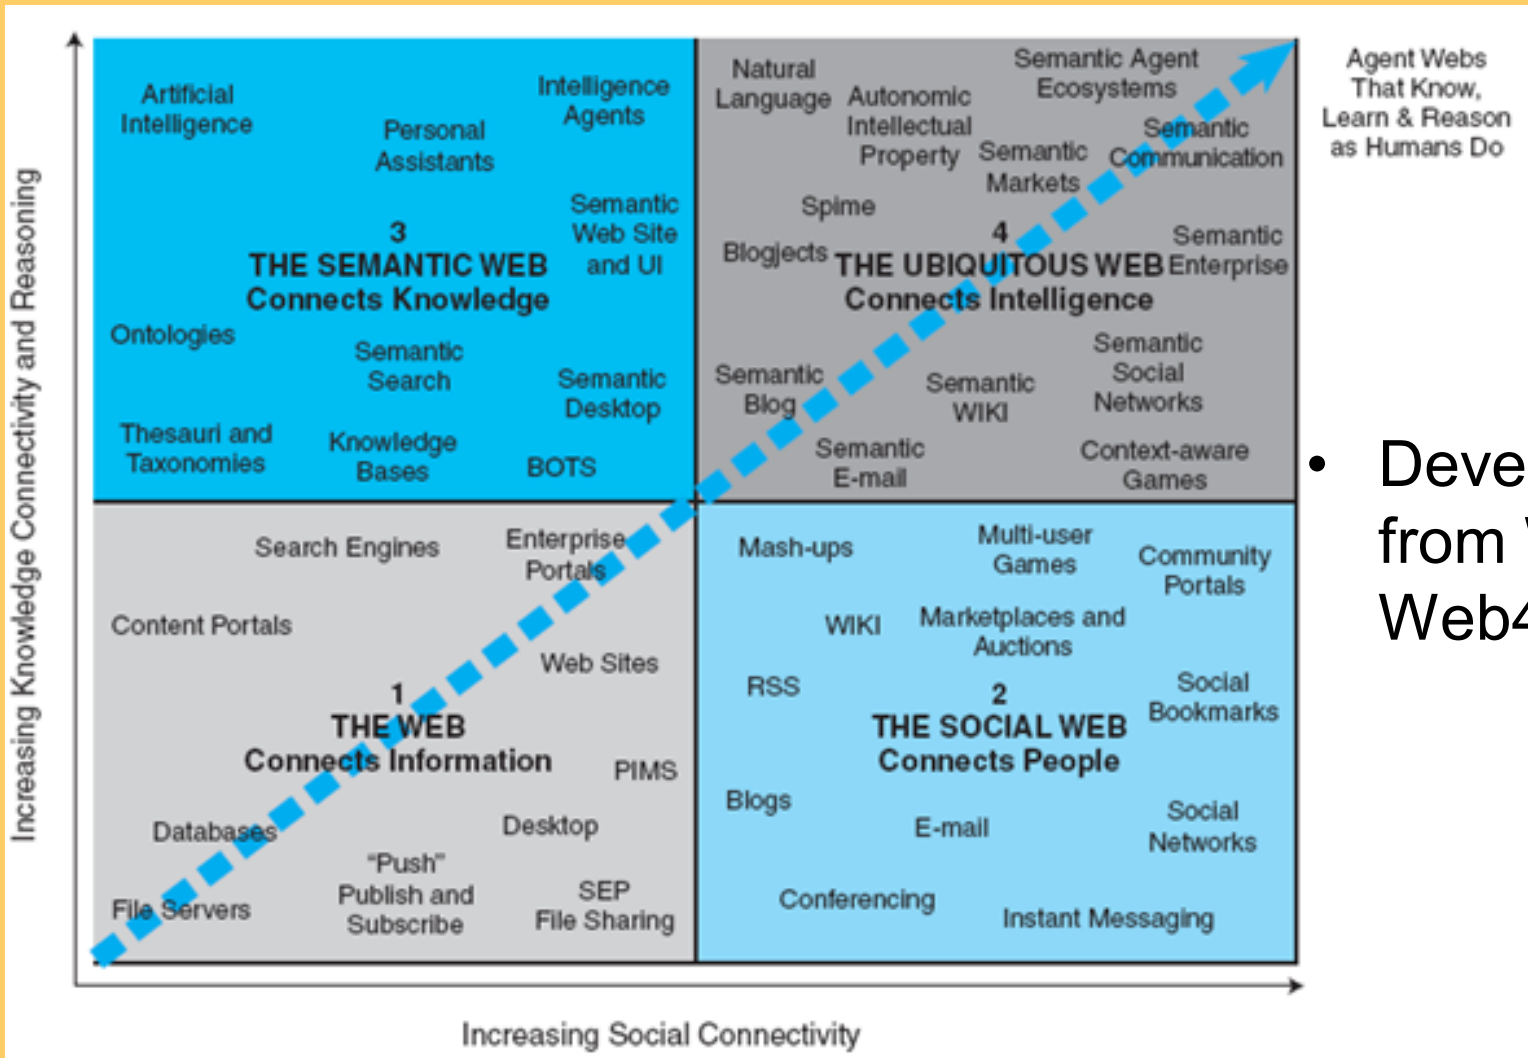 Increasing Knowledge Connectivity and Reasoning
Artificial
Intelligence
Personal
Assistants
Intelligence
Agents
Semantic
Web Site
and UI
3
THE SEMANTIC WEB
Connects Knowledge
Ontologies
Semantic
Search
Semantic
Desktop
Thesauri and
Taxonomies
Knowledge
Bases
BOTS
Natural
Language
Autonomic
Intellectual
Property
Semantic Agent
Ecosystems
Semantic
Markets
Semantic
Communication
Spime
Blogjects
4
THE UBIQUITOUS WEB
Connects Intelligence
Semantic
Enterprise
Semantic
Blog
Semantic
WIKI
Semantic
Social
Networks
Semantic
E-mail
Context-aware
Games
Agent Webs
That Know,
Learn & Reason
as Humans Do
Search Engines
Enterprise
Portals
Content Portals
Web Sites
1
THE WEB
Connects Information
PIMS
Databases
Desktop
"Push"
Publish and
Subscribe
File Servers
SEP
File Sharing
Mash-ups
Multi-user
Games
Community
Portals
WIKI
Marketplaces and
Auctions
RSS
Social
Bookmarks
2
THE SOCIAL WEB
Connects People
Blogs
E-mail
Social
Networks
Conferencing
Instant Messaging
Increasing Social Connectivity
• Deve
from
Web4